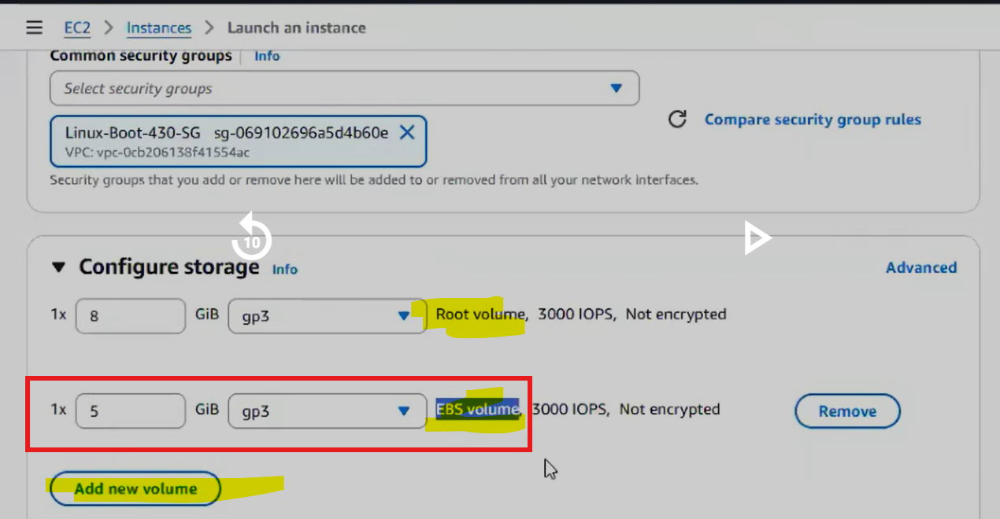 EC2 > Instances > Launch an instance
Common security groups | Info
Select security groups
Linux-Boot-430-SG sg-069102696a5d4b60e
VPC: vpc-0cb206138f41554ac
Compare security group rules
Security groups that you add or remove here will be added to or removed from all your network interfaces.
10
Configure storage Info
Advanced
1x 8 GiB gp3 Root volume, 3000 IOPS, Not encrypted
1x 5 GiB gp3 EBS volume, 3000 IOPS, Not encrypted Remove
Add new volume